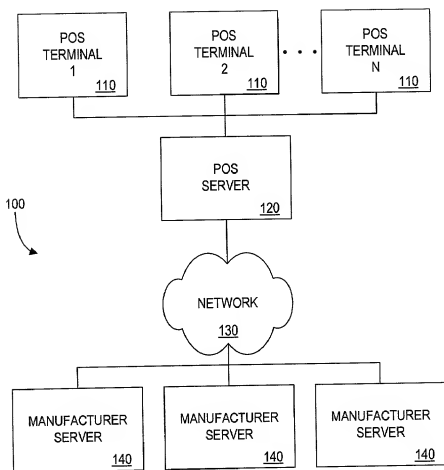 POS
TERMINAL
1
110
POS
TERMINAL
2
110
POS
TERMINAL
N
110
POS
SERVER
120
100
NETWORK
130
MANUFACTURER
SERVER
140
MANUFACTURER
SERVER
140
MANUFACTURER
SERVER
140